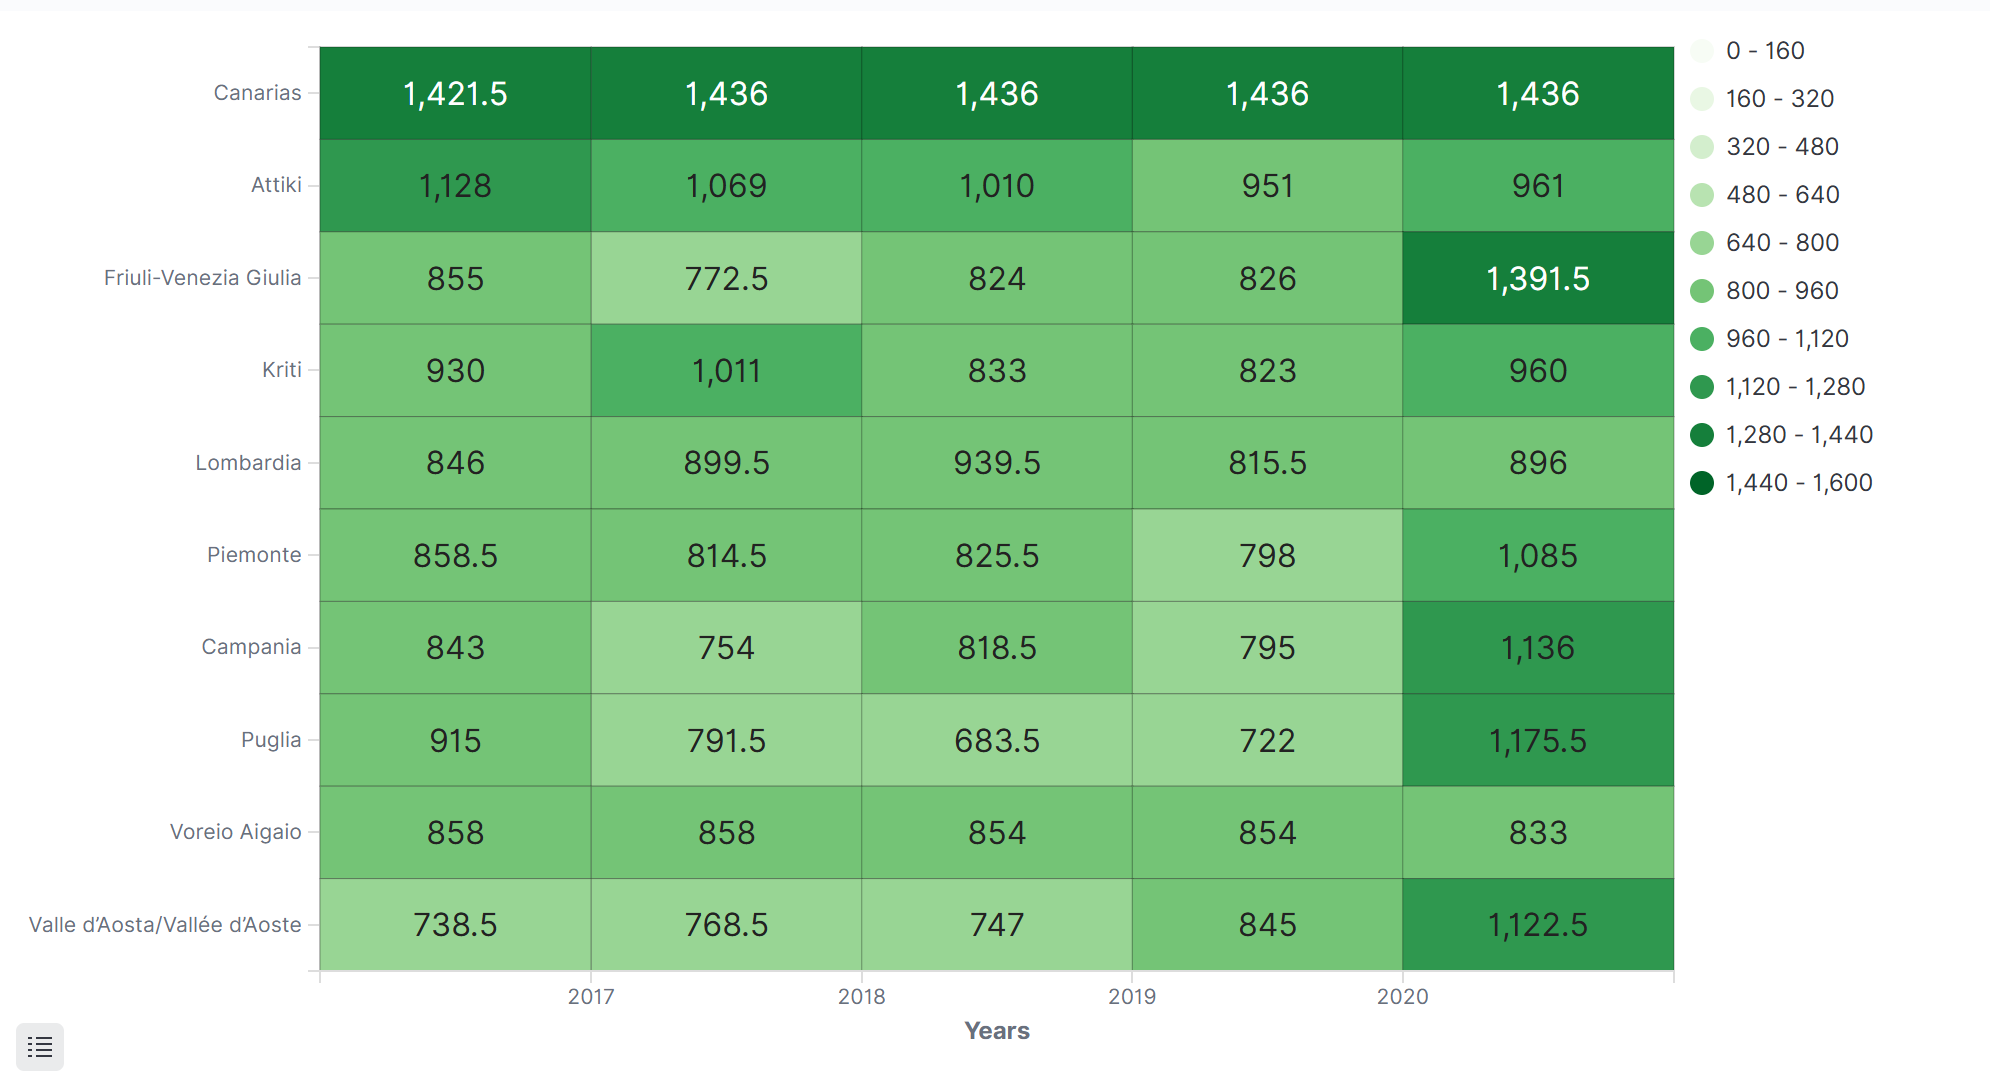 Canarias 1,421.5 1,436 1,436 1,436 1,436
Attiki 1,128 1,069 1,010 951 961
Friuli-Venezia Giulia 855 772.5 824 826 1,391.5
Kriti 930 1,011 833 823 960
Lombardia 846 899.5 939.5 815.5 896
Piemonte 858.5 814.5 825.5 798 1,085
Campania 843 754 818.5 795 1,136
Puglia 915 791.5 683.5 722 1,175.5
Voreio Aigaio 858 858 854 854 833
Valle d’Aosta/Vallée d’Aoste 738.5 768.5 747 845 1,122.5
2017 2018 2019 2020
Years
0 - 160
160 - 320
320 - 480
480 - 640
640 - 800
800 - 960
960 - 1,120
1,120 - 1,280
1,280 - 1,440
1,440 - 1,600